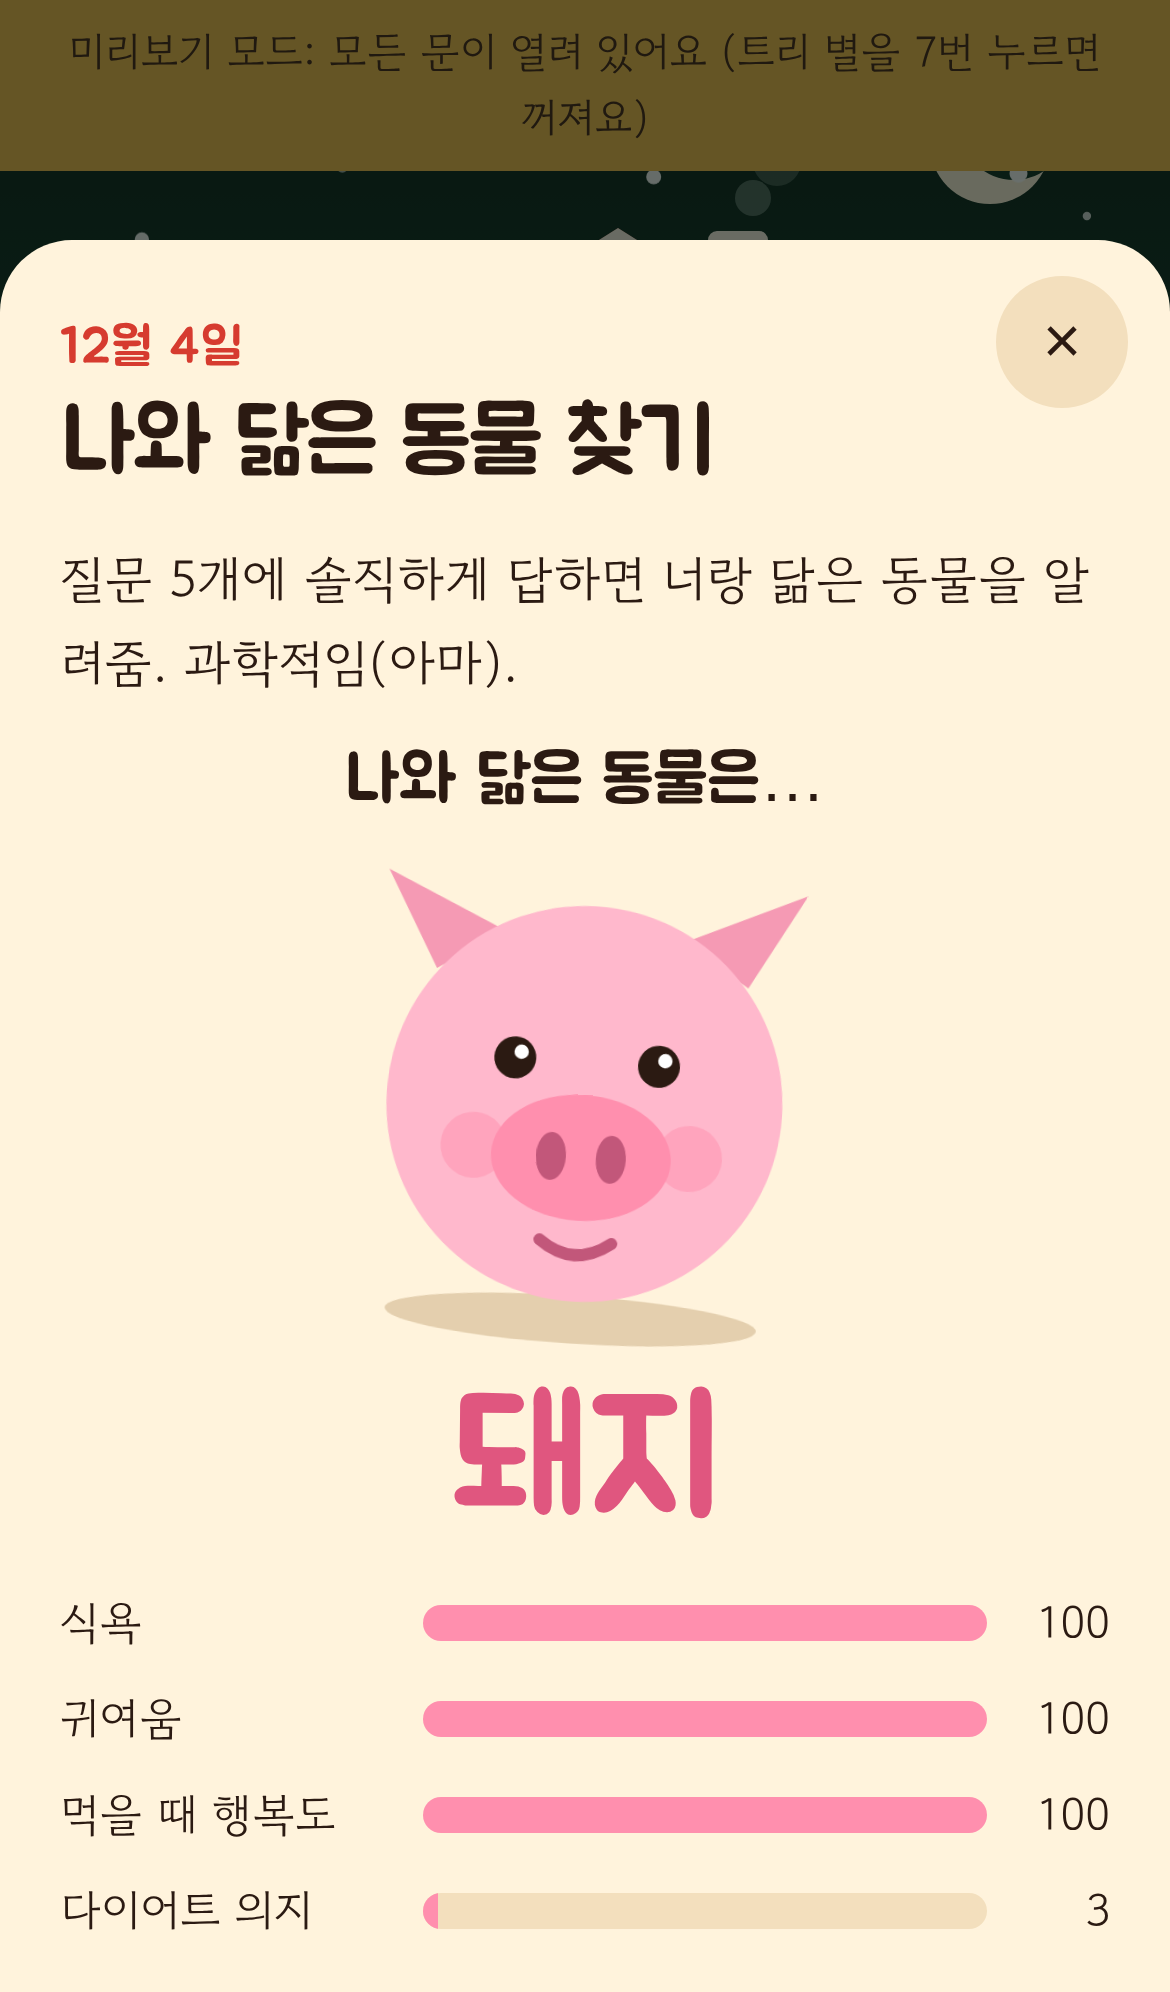 미리보기 모드: 모든 문이 열려 있어요 (트리 별을 7번 누르면
꺼져요)
12월 4일
나와 닮은 동물 찾기
질문 5개에 솔직하게 답하면 너랑 닮은 동물을 알
려줌. 과학적임(아마).
나와 닮은 동물은...
돼지
식욕 100
귀여움 100
먹을 때 행복도 100
다이어트 의지 3